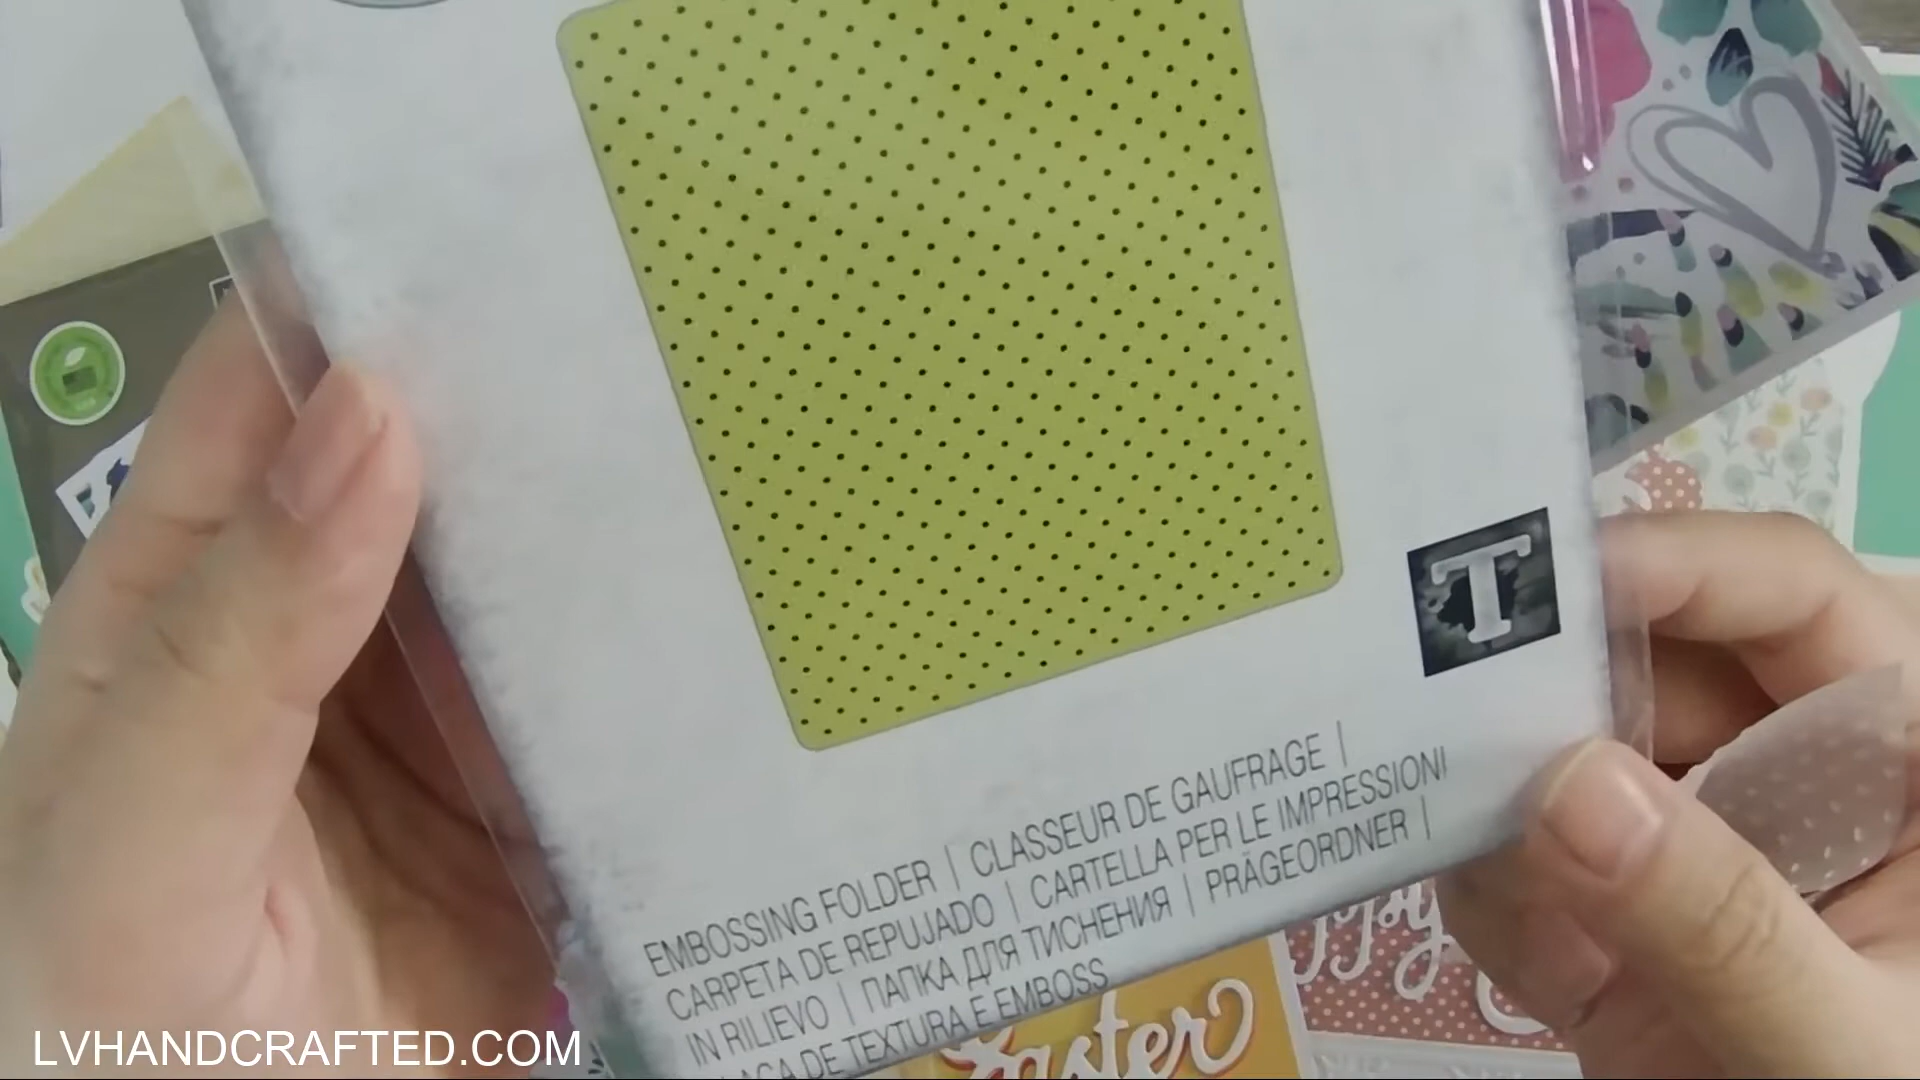 T
EMBOSSING FOLDER | CLASSEUR DE GAUFRAGE |
CARPETA DE REPUJADO | CARTELLA PER LE IMPRESSIONI
IN RILIEVO | ПАПКА ДЛЯ ТИСНЕНИЯ | PRÄGEORDNER |
DE TEXTURA E EMBOSS
Easter
LVHANDCRAFTED.COM